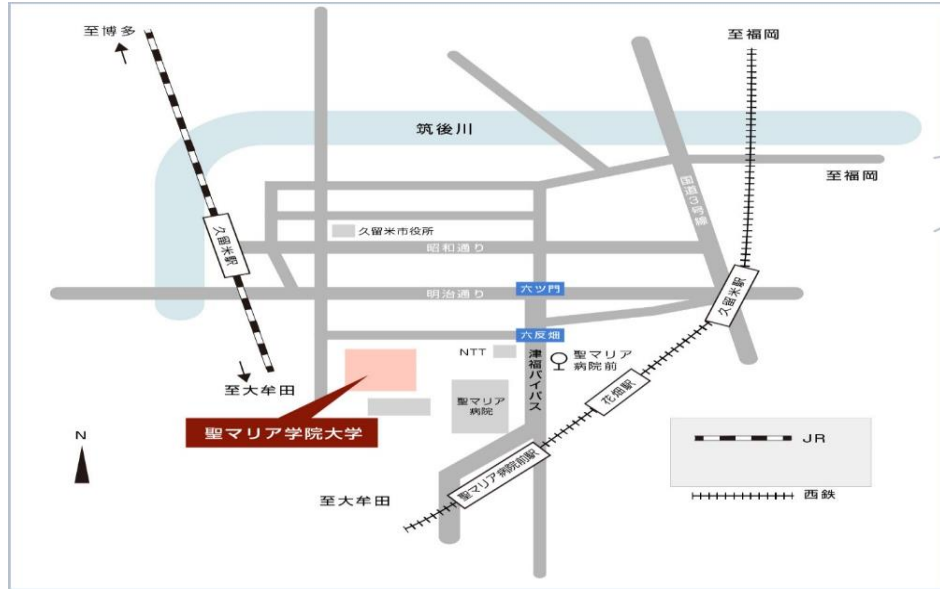 至博多
至福岡
筑後川
至福岡
国道3号線
久留米駅
久留米市役所
昭和通り
明治通り
六ツ門
久留米駅
六反畑
NTT
津福バイパス
聖マリア
病院前
至大牟田
聖マリア
病院
花畑駅
聖マリア学院大学
N
JR
聖マリア病院前駅
至大牟田
西鉄